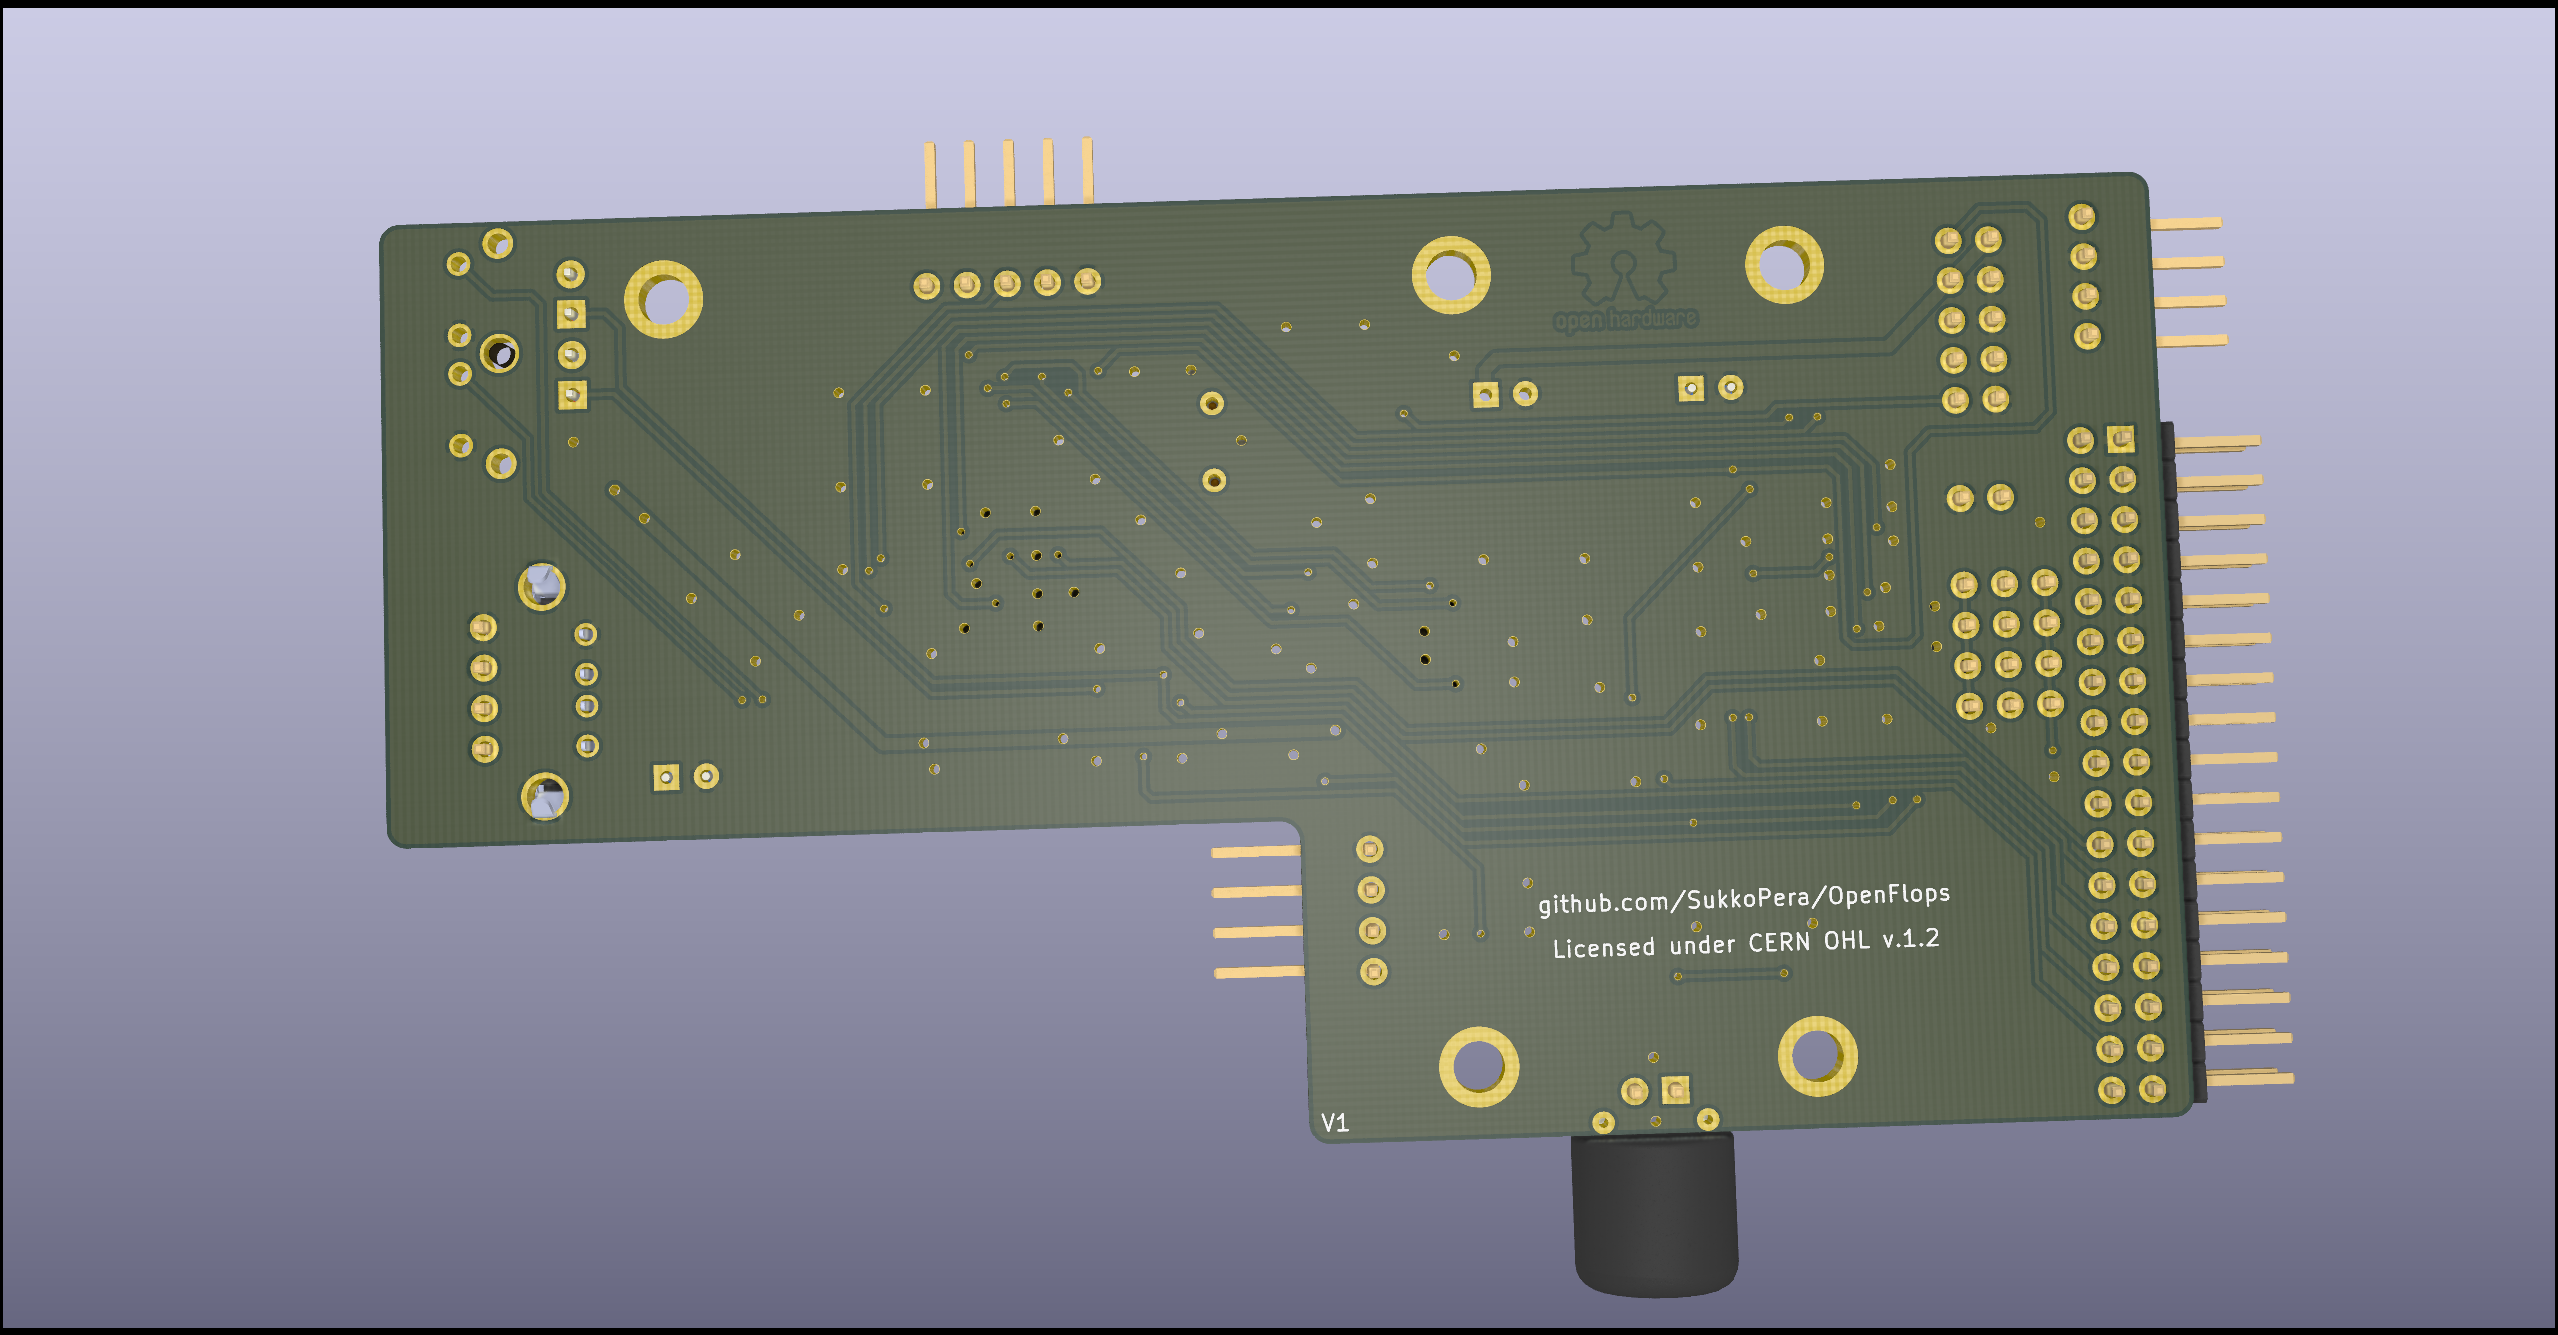 open hardware
github.com/SukkoPera/OpenFlops
Licensed under CERN OHL v.1.2
V1